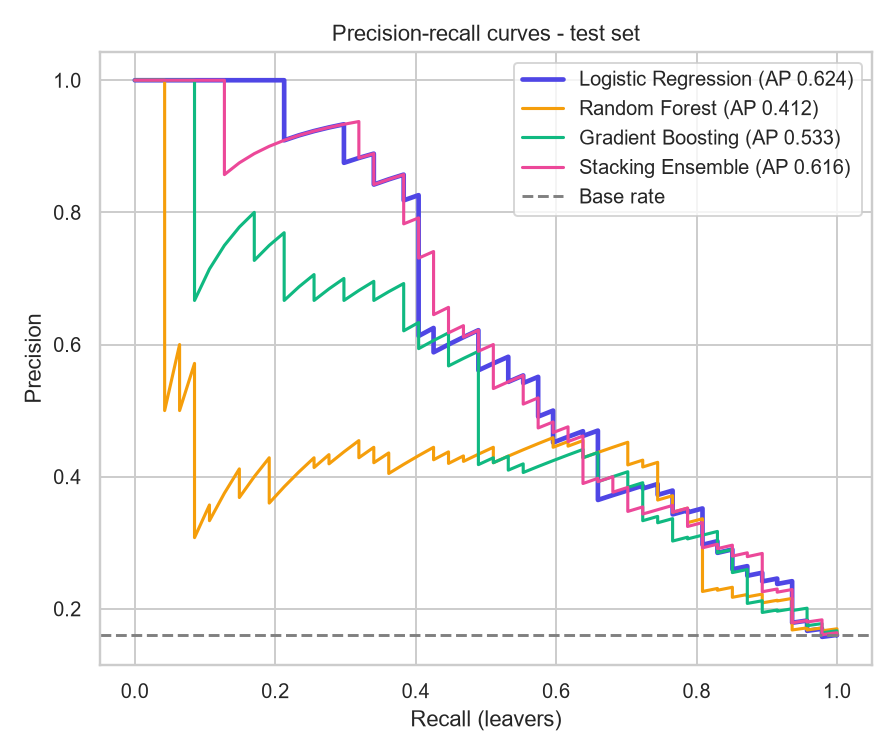 Precision-recall curves - test set
Logistic Regression (AP 0.624)
Random Forest (AP 0.412)
Gradient Boosting (AP 0.533)
Stacking Ensemble (AP 0.616)
Base rate
Precision
1.0
0.8
0.6
0.4
0.2
0.0 0.2 0.4 0.6 0.8 1.0
Recall (leavers)